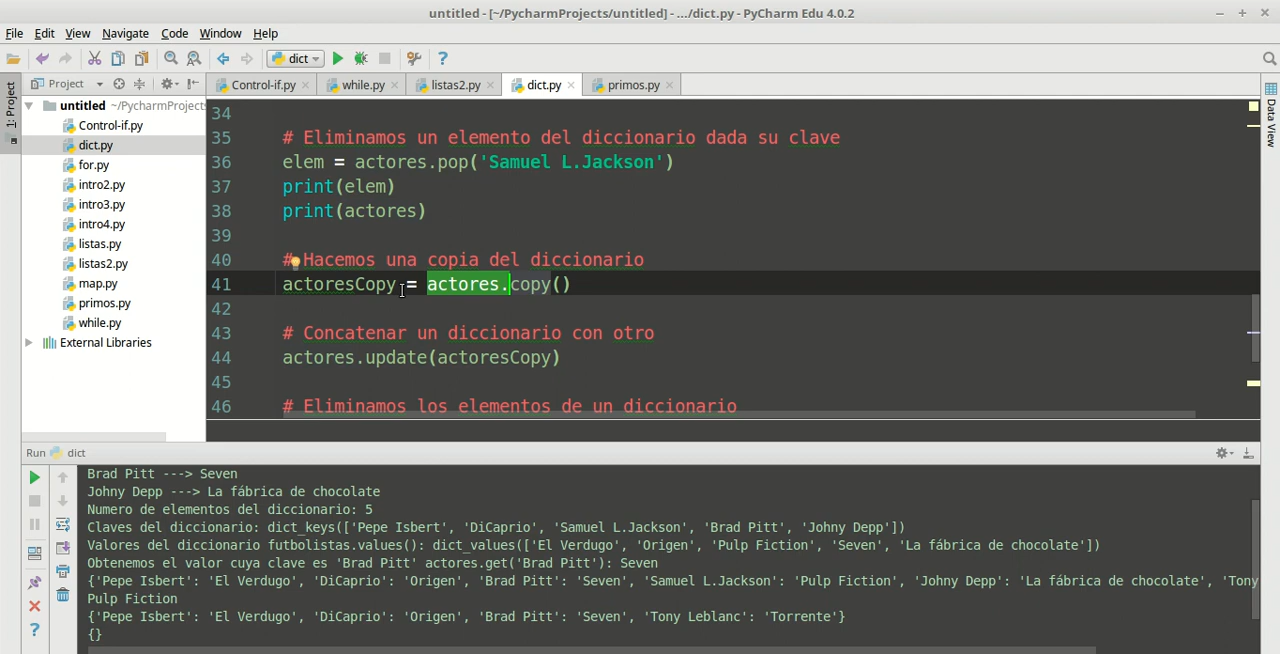 untitled - [~/PycharmProjects/untitled] - .../dict.py - PyCharm Edu 4.0.2
File Edit View Navigate Code Window Help
dict
1: Project
Project
Control-if.py while.py listas2.py dict.py primos.py
untitled ~/PycharmProjects
Control-if.py
dict.py
for.py
intro2.py
intro3.py
intro4.py
listas.py
listas2.py
map.py
primos.py
while.py
External Libraries
34
35 # Eliminamos un elemento del diccionario dada su clave
36 elem = actores.pop('Samuel L.Jackson')
37 print(elem)
38 print(actores)
39
40 # Hacemos una copia del diccionario
41 actoresCopy = actores.copy()
42
43 # Concatenar un diccionario con otro
44 actores.update(actoresCopy)
45
46 # Eliminamos los elementos de un diccionario
Data View
Run dict
Brad Pitt ---> Seven
Johny Depp ---> La fábrica de chocolate
Numero de elementos del diccionario: 5
Claves del diccionario: dict_keys(['Pepe Isbert', 'DiCaprio', 'Samuel L.Jackson', 'Brad Pitt', 'Johny Depp'])
Valores del diccionario futbolistas.values(): dict_values(['El Verdugo', 'Origen', 'Pulp Fiction', 'Seven', 'La fábrica de chocolate'])
Obtenemos el valor cuya clave es 'Brad Pitt' actores.get('Brad Pitt'): Seven
{'Pepe Isbert': 'El Verdugo', 'DiCaprio': 'Origen', 'Brad Pitt': 'Seven', 'Samuel L.Jackson': 'Pulp Fiction', 'Johny Depp': 'La fábrica de chocolate', 'Tony
Pulp Fiction
{'Pepe Isbert': 'El Verdugo', 'DiCaprio': 'Origen', 'Brad Pitt': 'Seven', 'Tony Leblanc': 'Torrente'}
{}